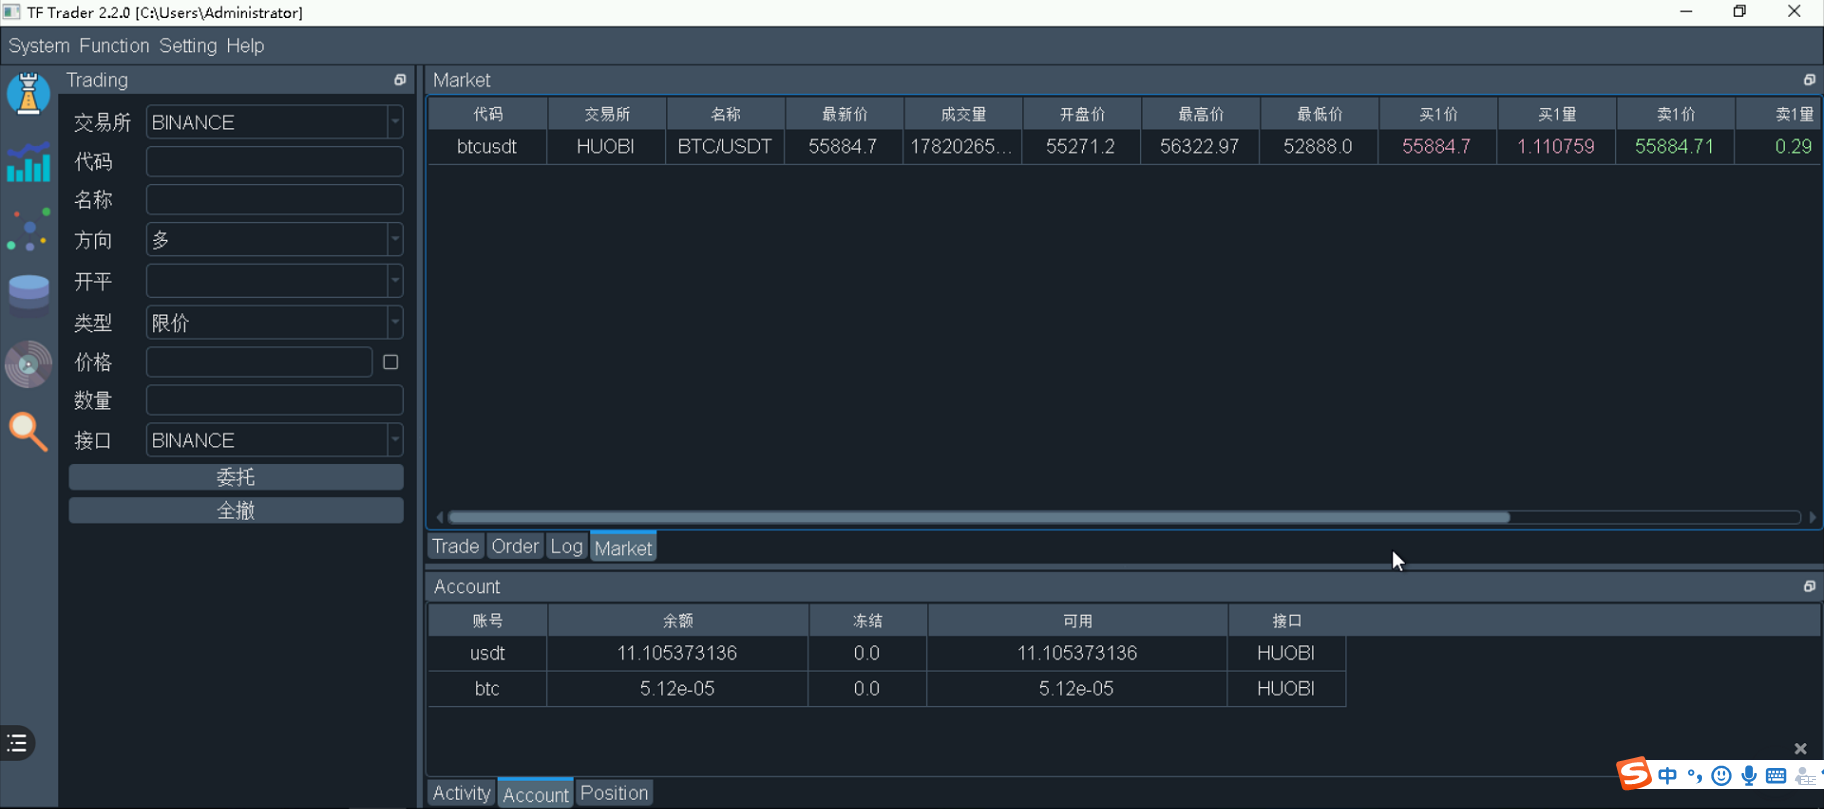 TF Trader 2.2.0 [C:\Users\Administrator]
System Function Setting Help
Trading
交易所 BINANCE
代码
名称
方向 多
开平
类型 限价
价格
数量
接口 BINANCE
委托
全撤
Market
代码 交易所 名称 最新价 成交量 开盘价 最高价 最低价 买1价 买1量 卖1价 卖1量
btcusdt HUOBI BTC/USDT 55884.7 17820265... 55271.2 56322.97 52888.0 55884.7 1.110759 55884.71 0.29
Trade Order Log Market
Account
账号 余额 冻结 可用 接口
usdt 11.105373136 0.0 11.105373136 HUOBI
btc 5.12e-05 0.0 5.12e-05 HUOBI
Activity Account Position
S 中